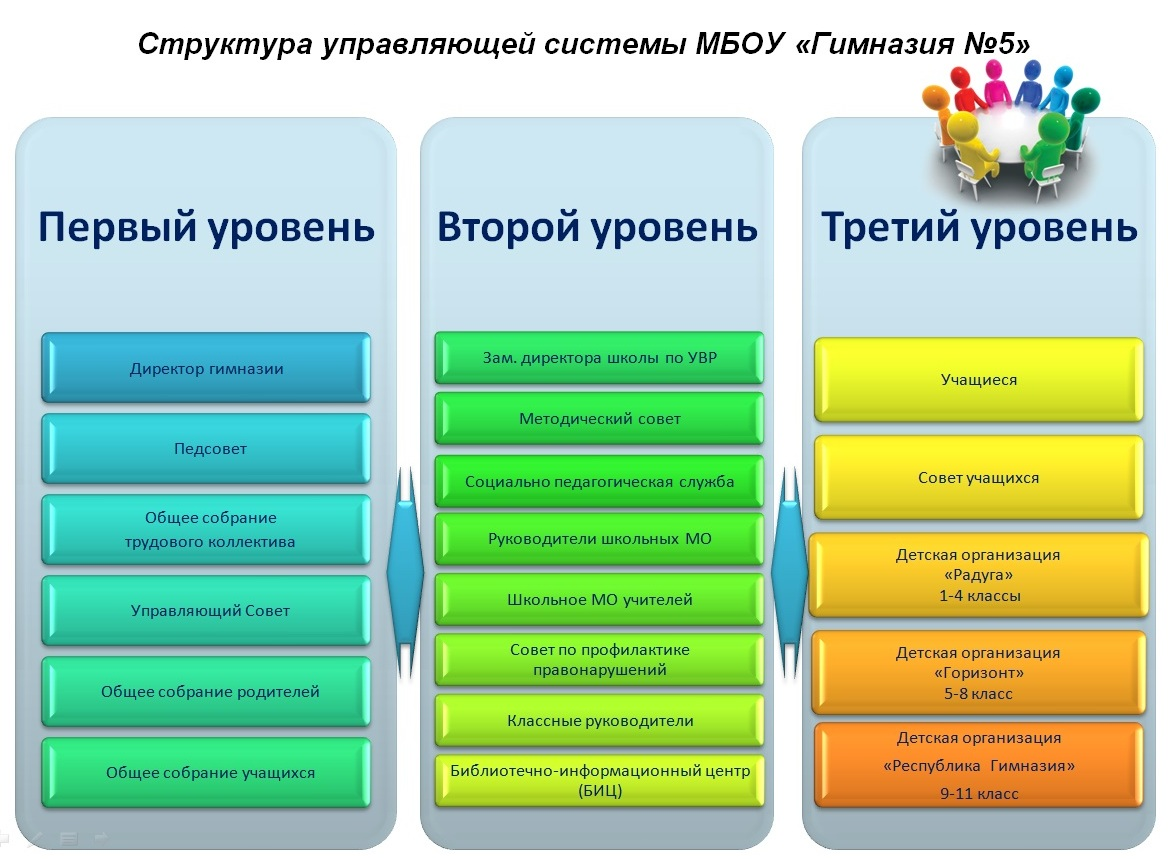 Структура управляющей системы МБОУ «Гимназия №5»
Первый уровень
Директор гимназии
Педсовет
Общее собрание
трудового коллектива
Управляющий Совет
Общее собрание родителей
Общее собрание учащихся
Второй уровень
Зам. директора школы по УВР
Методический совет
Социально педагогическая служба
Руководители школьных МО
Школьное МО учителей
Совет по профилактике
правонарушений
Классные руководители
Библиотечно-информационный центр
(БИЦ)
Третий уровень
Учащиеся
Совет учащихся
Детская организация
«Радуга»
1-4 классы
Детская организация
«Горизонт»
5-8 класс
Детская организация
«Республика Гимназия»
9-11 класс